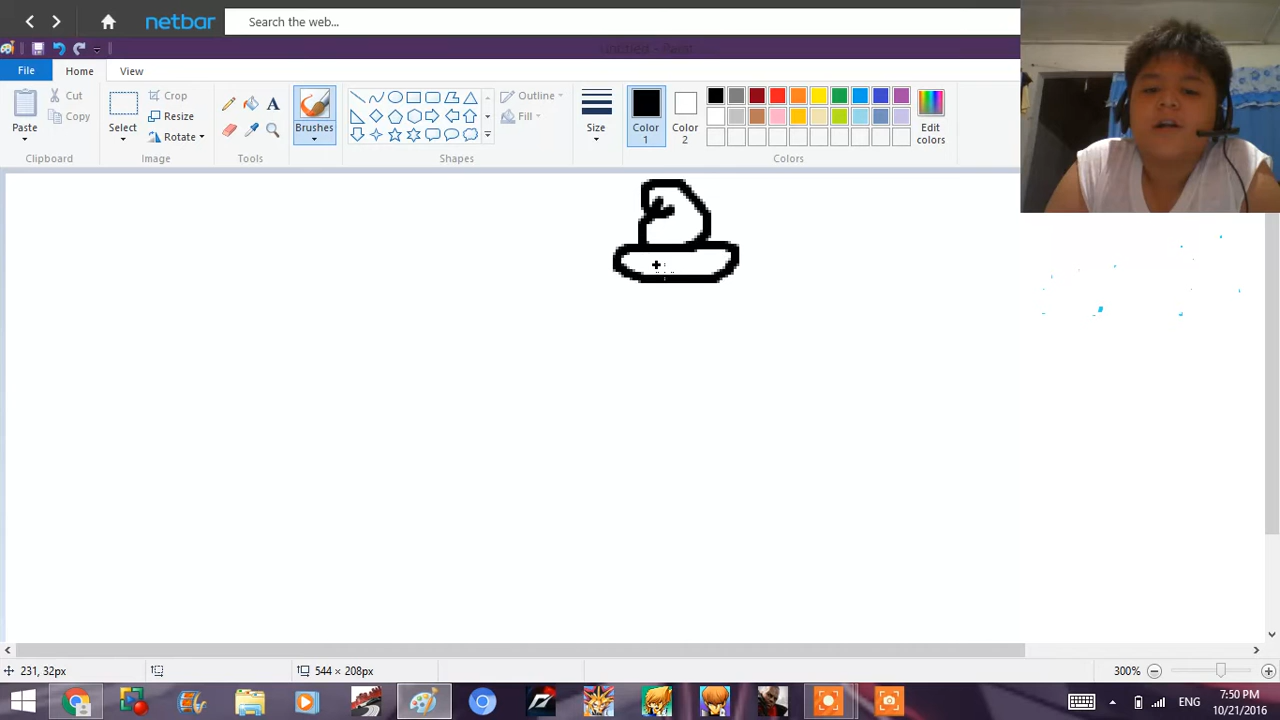 netbar Search the web...
Untitled - Paint
File Home View
Cut Crop Outline
Copy Resize Fill
Paste Select Rotate Brushes Size Color 1 Color 2 Edit colors
Clipboard Image Tools Shapes Colors
231, 32px 544 × 208px 300%
ENG 7:50 PM
10/21/2016